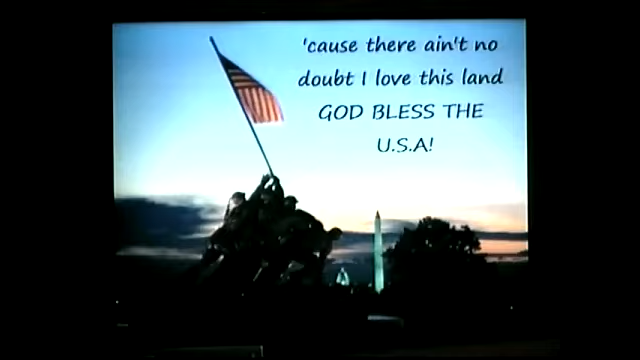 'cause there ain't no
doubt I love this land
GOD BLESS THE
U.S.A!